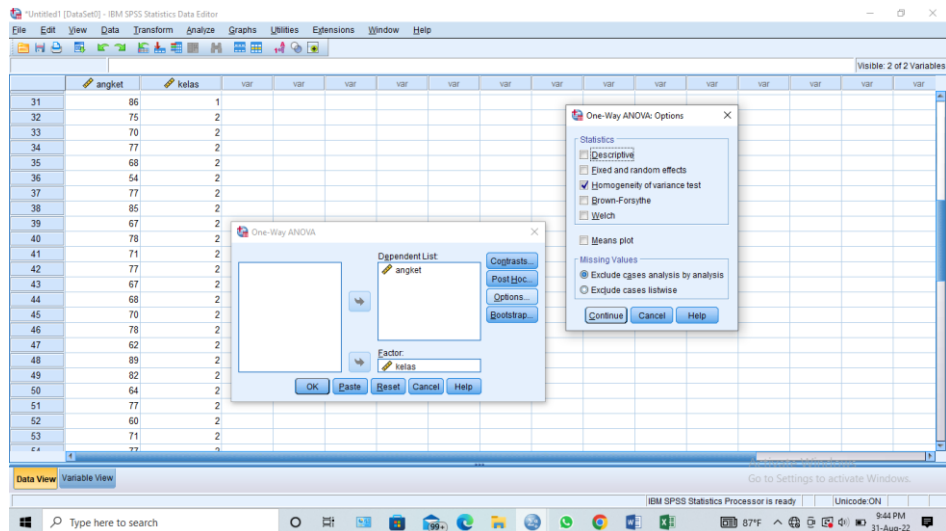 *Untitled1 [DataSet0] - IBM SPSS Statistics Data Editor
File Edit View Data Transform Analyze Graphs Utilities Extensions Window Help
Visible: 2 of 2 Variables
angket kelas var var var var var var var var var var var var var var
31 86 1
32 75 2
33 70 2
34 77 2
35 68 2
36 54 2
37 77 2
38 85 2
39 67 2
40 78 2
41 71 2
42 77 2
43 67 2
44 68 2
45 70 2
46 78 2
47 62 2
48 89 2
49 82 2
50 64 2
51 77 2
52 60 2
53 71 2
54 77 2
One-Way ANOVA
Dependent List:
angket
Factor:
kelas
Contrasts...
Post Hoc...
Options...
Bootstrap...
OK Paste Reset Cancel Help
One-Way ANOVA: Options
Statistics
Descriptive
Fixed and random effects
Homogeneity of variance test
Brown-Forsythe
Welch
Means plot
Missing Values
Exclude cases analysis by analysis
Exclude cases listwise
Continue Cancel Help
Data View Variable View
Activate Windows
Go to Settings to activate Windows.
IBM SPSS Statistics Processor is ready Unicode:ON
Type here to search
99+
87°F
9:44 PM
31-Aug-22